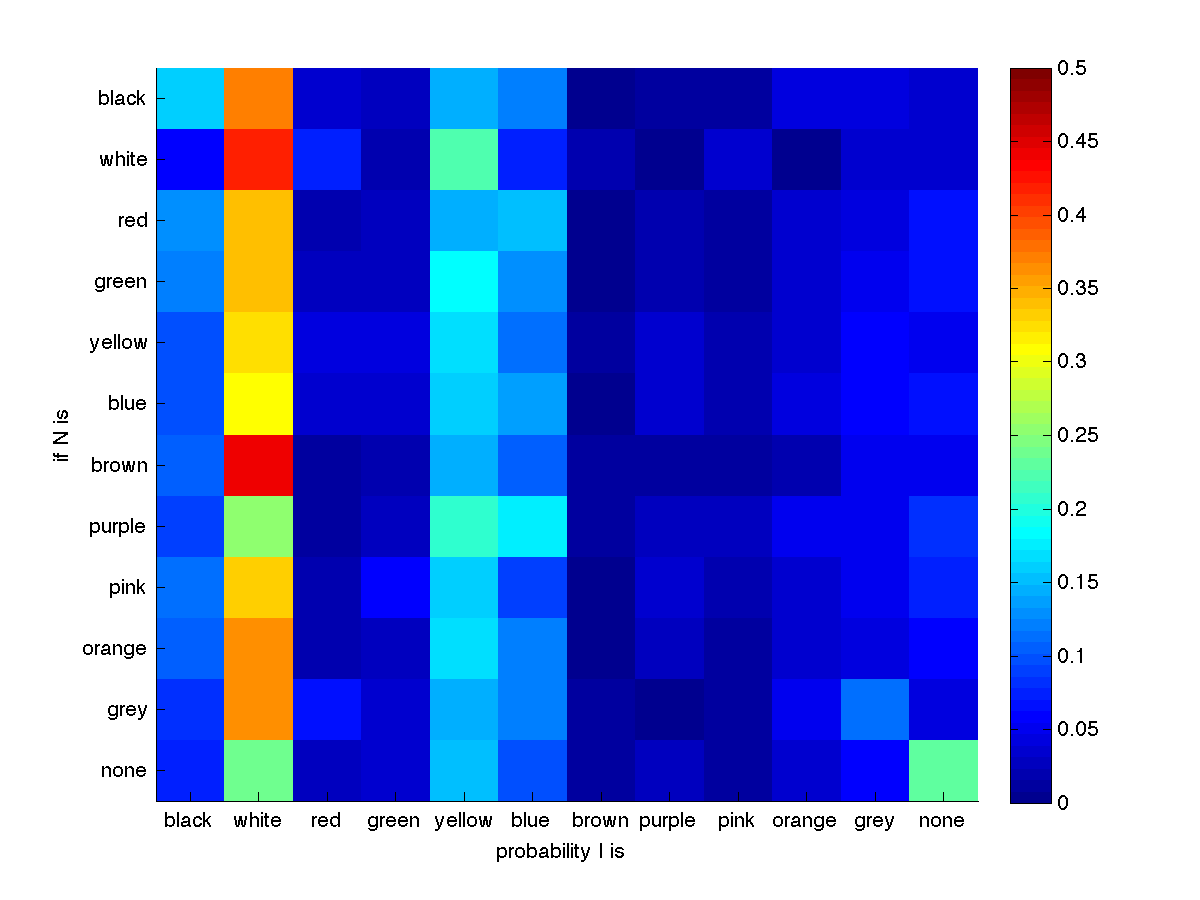 if N is
black
white
red
green
yellow
blue
brown
purple
pink
orange
grey
none
black white red green yellow blue brown purple pink orange grey none
probability I is
0.5
0.45
0.4
0.35
0.3
0.25
0.2
0.15
0.1
0.05
0